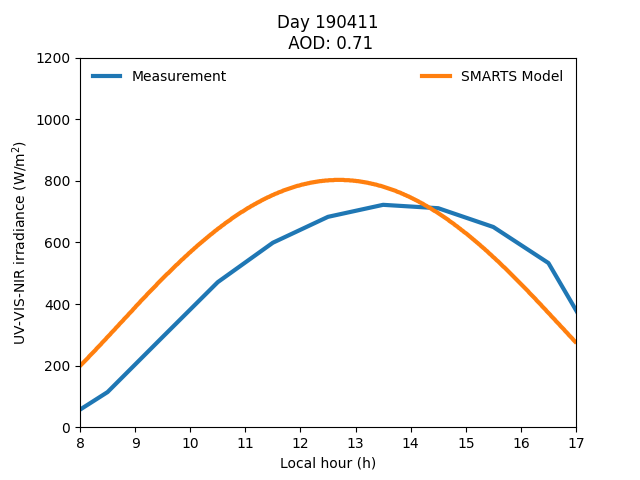 Day 190411
AOD: 0.71
Measurement
SMARTS Model
UV-VIS-NIR irradiance (W/m²)
1200
1000
800
600
400
200
0
8 9 10 11 12 13 14 15 16 17
Local hour (h)